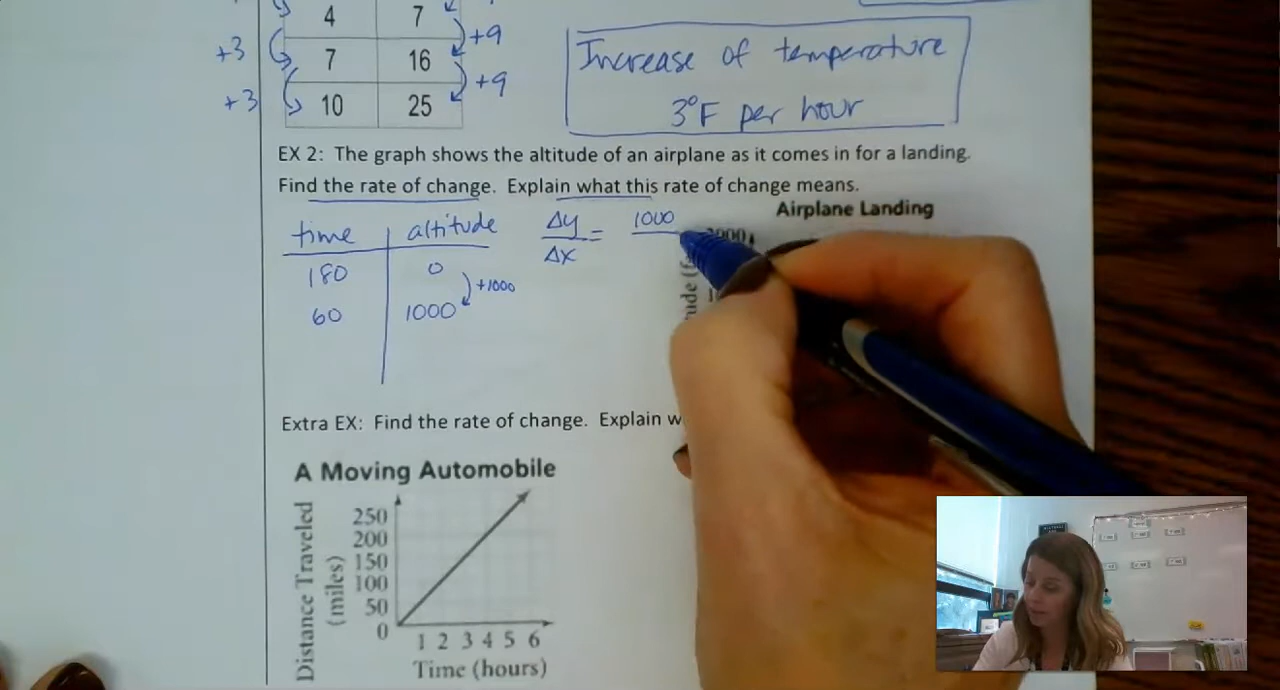 4 7
+9
+3 7 16
+9
+3 10 25
Increase of temperature
3°F per hour
EX 2: The graph shows the altitude of an airplane as it comes in for a landing.
Find the rate of change. Explain what this rate of change means.
Airplane Landing
time altitude
Δy = 1000
Δx
180 0
+1000
60 1000
Extra EX: Find the rate of change. Explain
A Moving Automobile
Distance Traveled
(miles)
250
200
150
100
50
0
1 2 3 4 5 6
Time (hours)